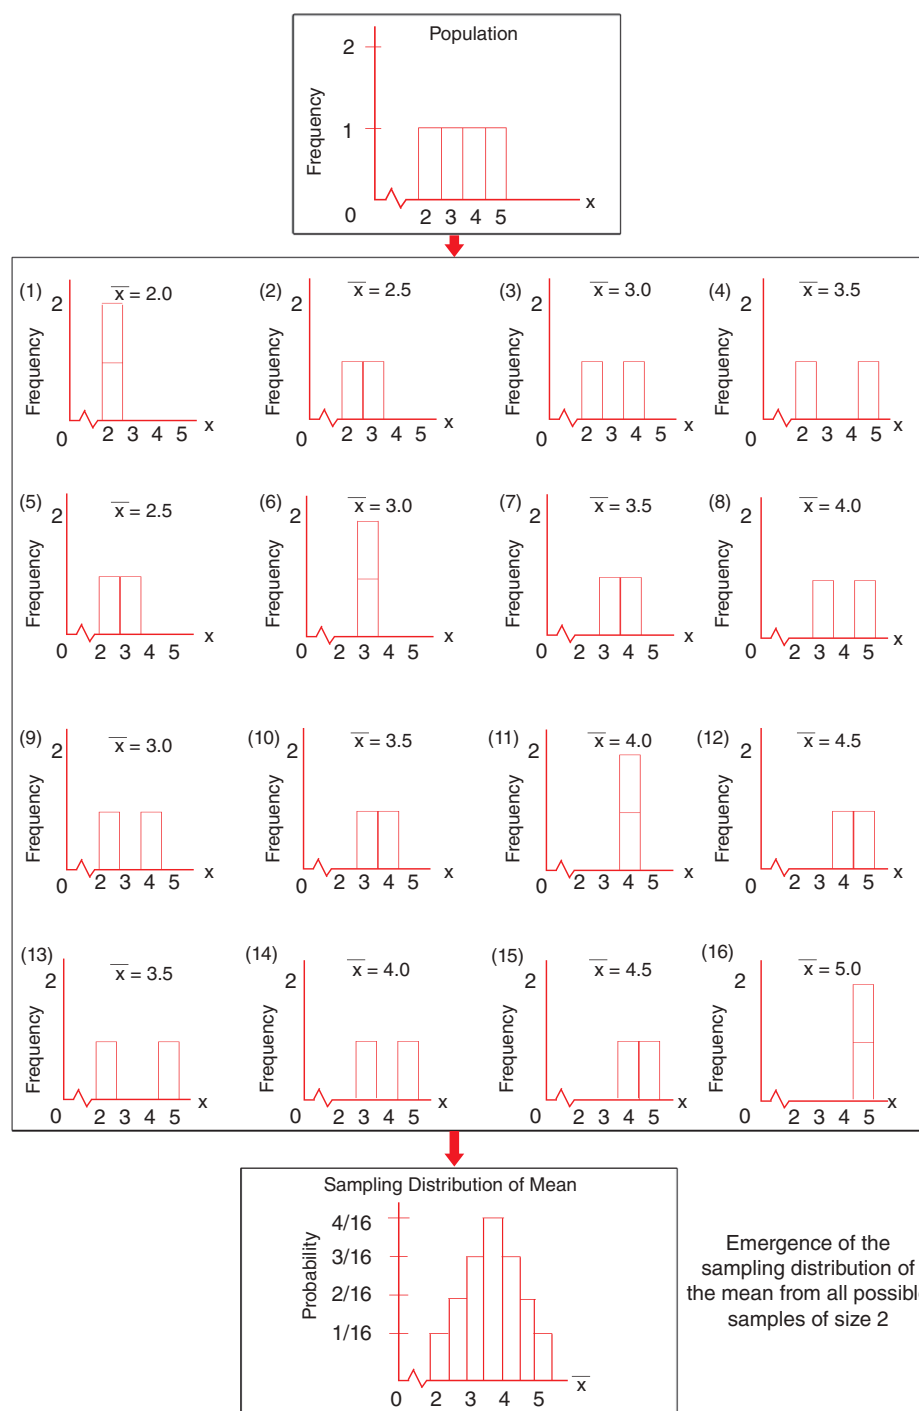 Population
2
1
Frequency
0
2 3 4 5
x
(1) x = 2.0
2
Frequency
0
2 3 4 5
x
(2) x = 2.5
2
Frequency
0
2 3 4 5
x
(3) x = 3.0
2
Frequency
0
2 3 4 5
x
(4) x = 3.5
2
Frequency
0
2 3 4 5
x
(5) x = 2.5
2
Frequency
0
2 3 4 5
x
(6) x = 3.0
2
Frequency
0
2 3 4 5
x
(7) x = 3.5
2
Frequency
0
2 3 4 5
x
(8) x = 4.0
2
Frequency
0
2 3 4 5
x
(9) x = 3.0
2
Frequency
0
2 3 4 5
x
(10) x = 3.5
2
Frequency
0
2 3 4 5
x
(11) x = 4.0
2
Frequency
0
2 3 4 5
x
(12) x = 4.5
2
Frequency
0
2 3 4 5
x
(13) x = 3.5
2
Frequency
0
2 3 4 5
x
(14) x = 4.0
2
Frequency
0
2 3 4 5
x
(15) x = 4.5
2
Frequency
0
2 3 4 5
x
(16) x = 5.0
2
Frequency
0
2 3 4 5
x
Sampling Distribution of Mean
4/16
3/16
2/16
1/16
Probability
0
2 3 4 5
x
Emergence of the
sampling distribution of
the mean from all possible
samples of size 2